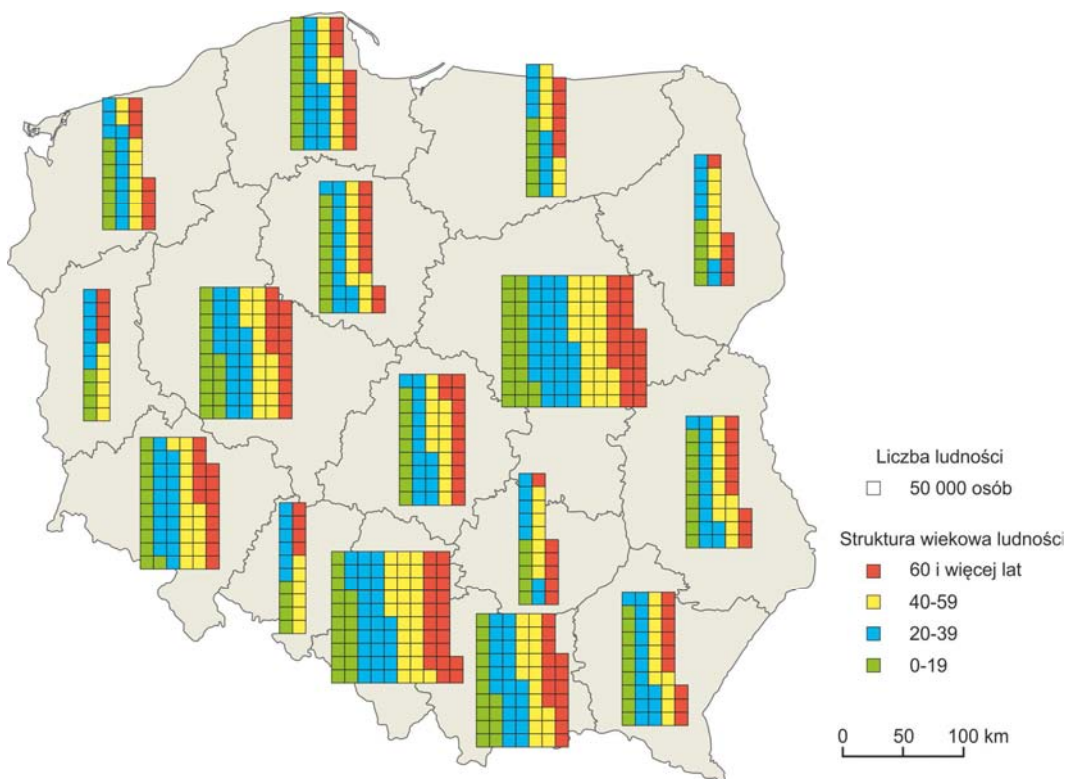 Liczba ludności
50 000 osób
Struktura wiekowa ludności
60 i więcej lat
40-59
20-39
0-19
0 50 100 km